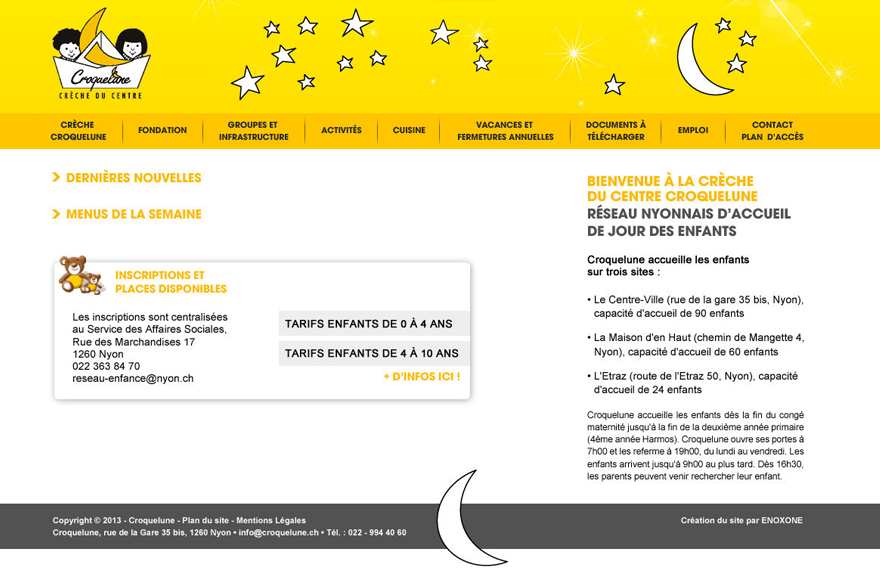 Croquelune
CRÈCHE DU CENTRE
CRÈCHE
CROQUELUNE
FONDATION
GROUPES ET
INFRASTRUCTURE
ACTIVITÉS
CUISINE
VACANCES ET
FERMETURES ANNUELLES
DOCUMENTS À
TÉLÉCHARGER
EMPLOI
CONTACT
PLAN D'ACCÈS
DERNIÈRES NOUVELLES
MENUS DE LA SEMAINE
INSCRIPTIONS ET
PLACES DISPONIBLES
Les inscriptions sont centralisées
au Service des Affaires Sociales,
Rue des Marchandises 17
1260 Nyon
022 363 84 70
reseau-enfance@nyon.ch
TARIFS ENFANTS DE 0 À 4 ANS
TARIFS ENFANTS DE 4 À 10 ANS
+ D'INFOS ICI !
BIENVENUE À LA CRÈCHE
DU CENTRE CROQUELUNE
RÉSEAU NYONNAIS D'ACCUEIL
DE JOUR DES ENFANTS
Croquelune accueille les enfants
sur trois sites :
• Le Centre-Ville (rue de la gare 35 bis, Nyon),
capacité d'accueil de 90 enfants
• La Maison d'en Haut (chemin de Mangette 4,
Nyon), capacité d'accueil de 60 enfants
• L'Etraz (route de l'Etraz 50, Nyon), capacité
d'accueil de 24 enfants
Croquelune accueille les enfants dès la fin du congé
maternité jusqu'à la fin de la deuxième année primaire
(4ème année Harmos). Croquelune ouvre ses portes à
7h00 et les referme à 19h00, du lundi au vendredi. Les
enfants arrivent jusqu'à 9h00 au plus tard. Dès 16h30,
les parents peuvent venir rechercher leur enfant.
Copyright © 2013 - Croquelune - Plan du site - Mentions Légales
Croquelune, rue de la Gare 35 bis, 1260 Nyon • info@croquelune.ch • Tél. : 022 - 994 40 60
Création du site par ENOXONE